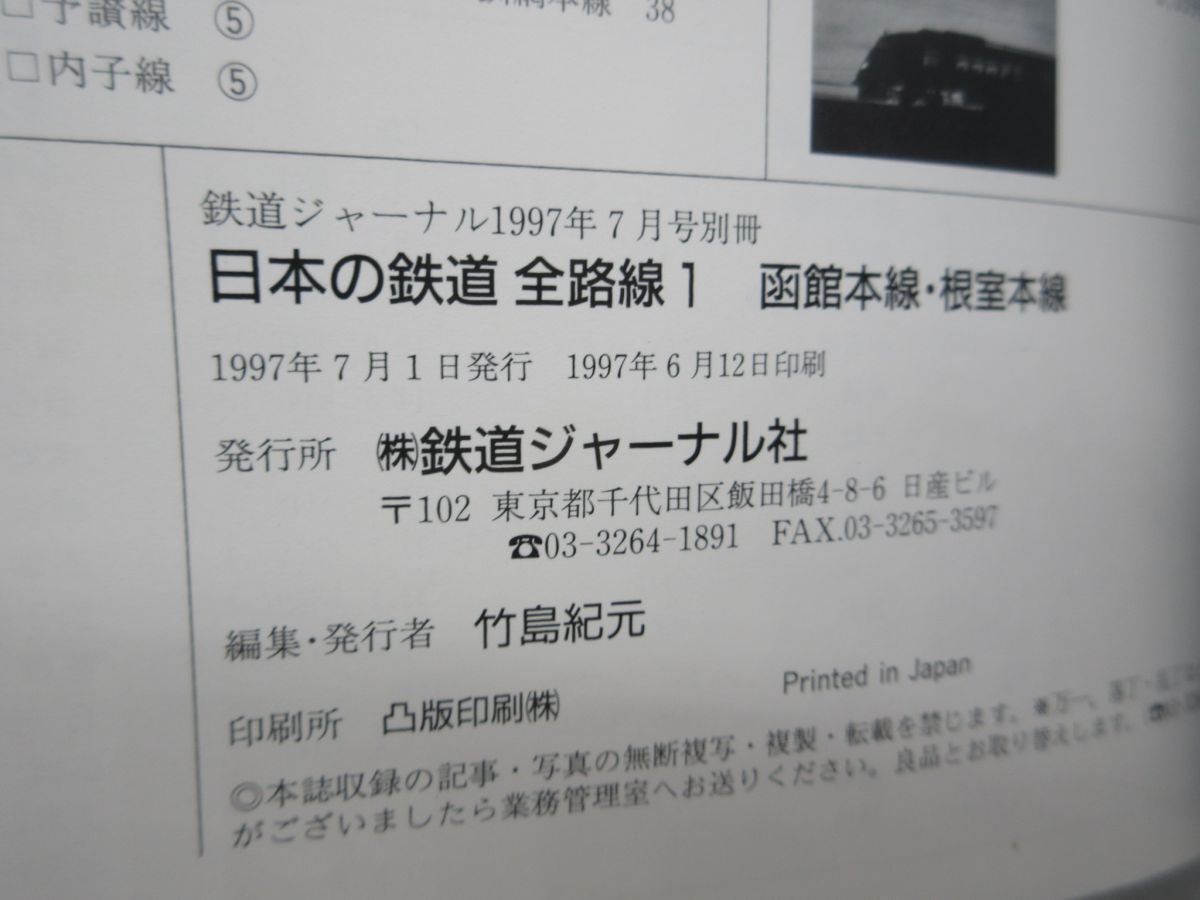 □予讃線 ⑤
本線 38
□内子線 ⑤
鉄道ジャーナル1997年7月号別冊
日本の鉄道 全路線1 函館本線・根室本線
1997年7月1日発行 1997年6月12日印刷
発行所 ㈱鉄道ジャーナル社
〒102 東京都千代田区飯田橋4-8-6 日産ビル
☎03-3264-1891 FAX.03-3265-3597
編集・発行者 竹島紀元
印刷所 凸版印刷㈱
Printed in Japan
◎本誌収録の記事・写真の無断複写・複製・転載を禁じます。※万一、落丁・乱丁
がございましたら業務管理室へお送りください。良品とお取り替えします。